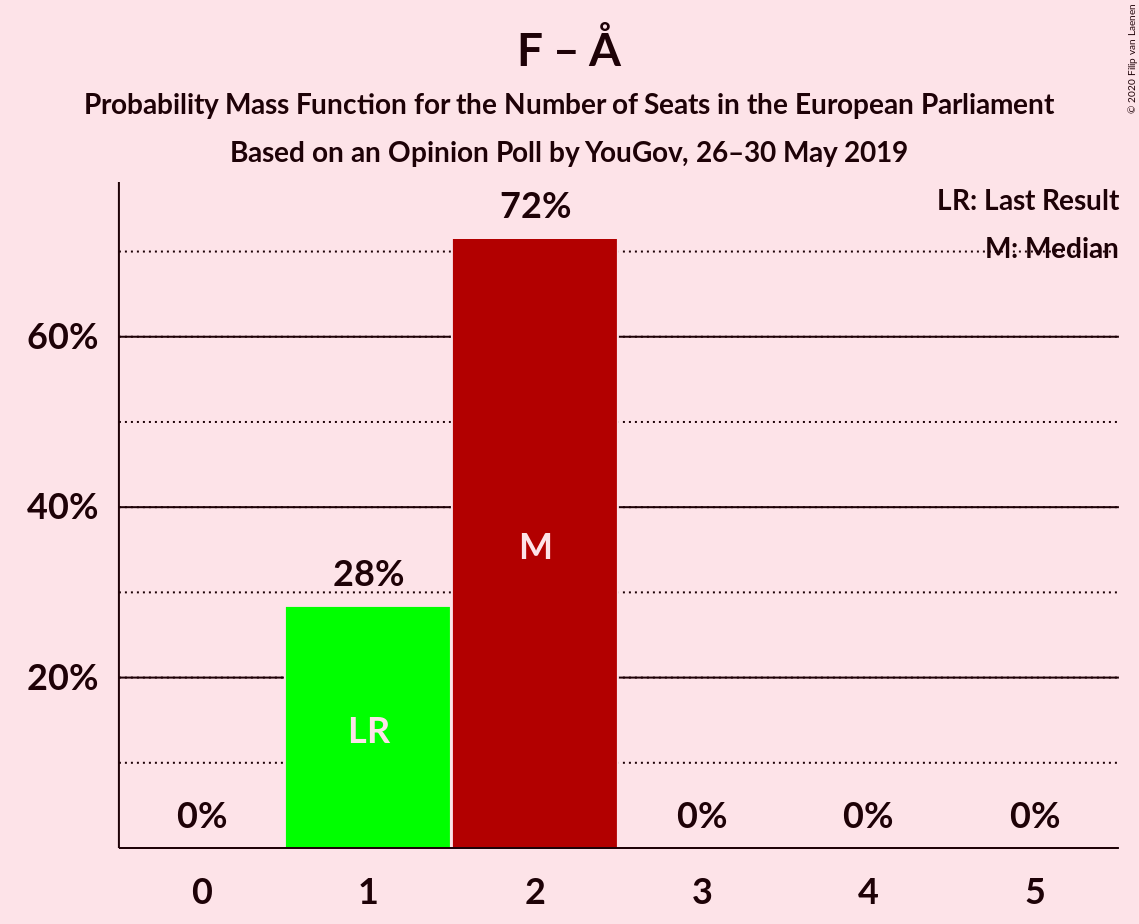 F – Å
Probability Mass Function for the Number of Seats in the European Parliament
Based on an Opinion Poll by YouGov, 26–30 May 2019
© 2020 Filip van Laenen
LR: Last Result
M: Median
72%
60%
40%
28%
20%
M
LR
0%
0%
0%
0%
0
1
2
3
4
5